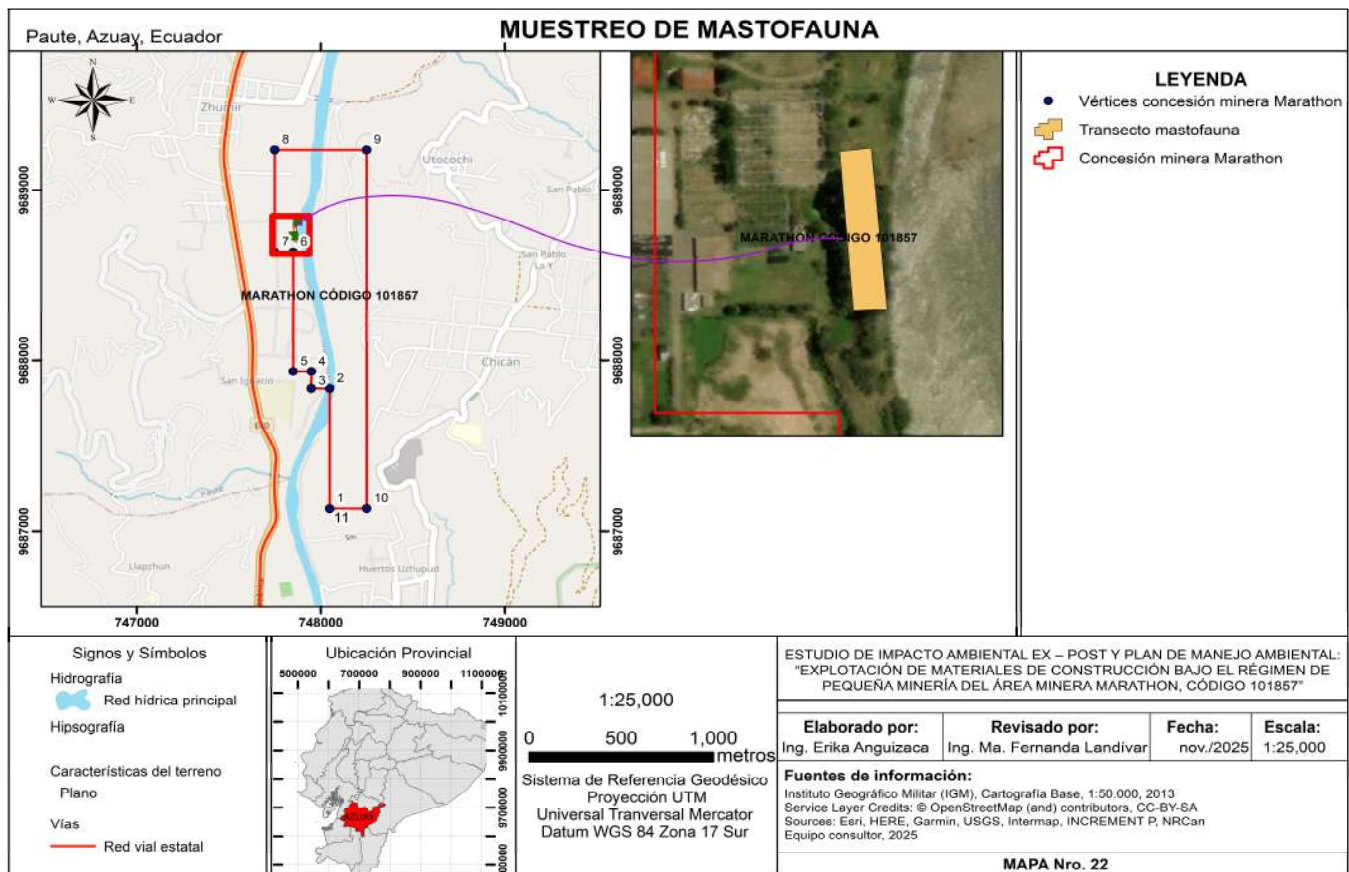 Paute, Azuay, Ecuador
MUESTREO DE MASTOFAUNA
N
W
E
S
Zhumir
8
9
Utocochi
San Pablo
7
6
San Pablo
La Y
MARATHON CÓDIGO 101857
5
4
3
2
San Ignacio
Chicán
E40
Paute
1
10
11
Sm
Llapzhun
Huertos Uzhupud
9689000
9688000
9687000
9689000
9688000
9687000
747000
748000
749000
MARATHON CÓDIGO 101857
LEYENDA
Vértices concesión minera Marathon
Transecto mastofauna
Concesión minera Marathon
Signos y Símbolos
Hidrografía
Red hídrica principal
Hipsografía
Características del terreno
Plano
Vías
Red vial estatal
Ubicación Provincial
500000 700000 900000 1100000
AZUAY
9900000
9700000
1:25,000
0 500 1,000
metros
Sistema de Referencia Geodésico
Proyección UTM
Universal Tranversal Mercator
Datum WGS 84 Zona 17 Sur
ESTUDIO DE IMPACTO AMBIENTAL EX – POST Y PLAN DE MANEJO AMBIENTAL:
"EXPLOTACIÓN DE MATERIALES DE CONSTRUCCIÓN BAJO EL RÉGIMEN DE
PEQUEÑA MINERÍA DEL ÁREA MINERA MARATHON, CÓDIGO 101857"
Elaborado por: Revisado por: Fecha: Escala:
Ing. Erika Anguizaca Ing. Ma. Fernanda Landívar nov./2025 1:25,000
Fuentes de información:
Instituto Geográfico Militar (IGM), Cartografía Base, 1:50.000, 2013
Service Layer Credits: © OpenStreetMap (and) contributors, CC-BY-SA
Sources: Esri, HERE, Garmin, USGS, Intermap, INCREMENT P, NRCan
Equipo consultor, 2025
MAPA Nro. 22